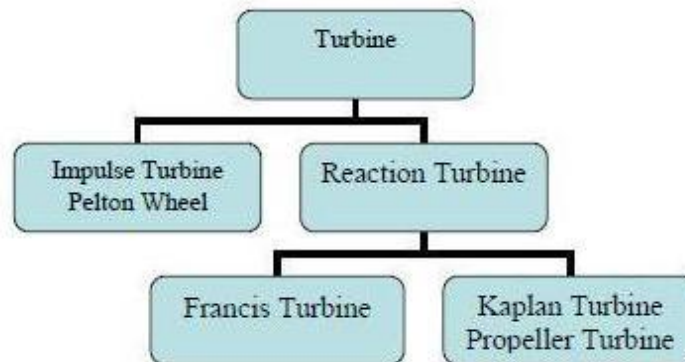 Turbine
Impulse Turbine
Pelton Wheel
Reaction Turbine
Francis Turbine
Kaplan Turbine
Propeller Turbine